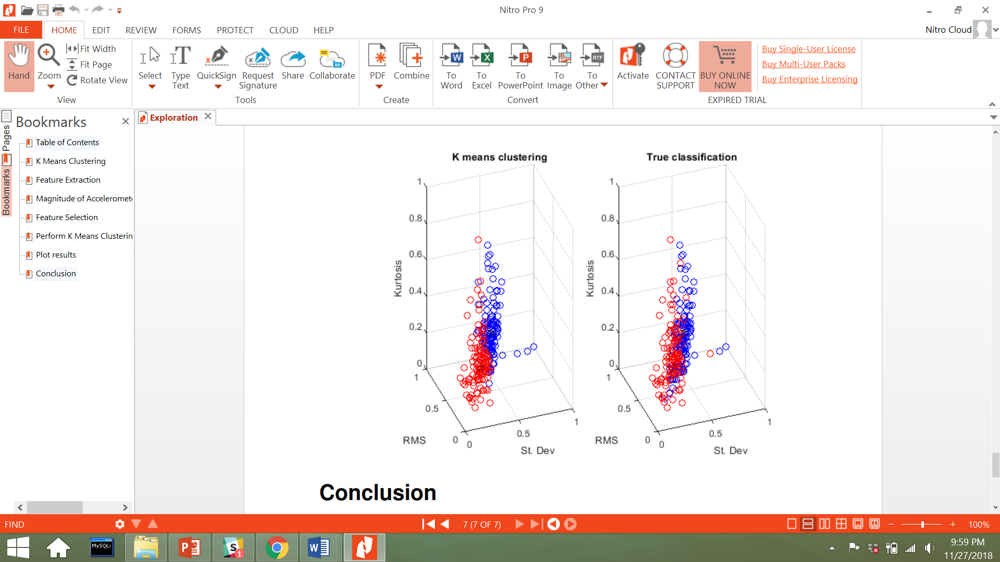 Nitro Pro 9
FILE HOME EDIT REVIEW FORMS PROTECT CLOUD HELP
Nitro Cloud
Hand
Zoom
Fit Width
Fit Page
Rotate View
View
Select
Type Text
QuickSign
Request Signature
Share
Collaborate
Tools
PDF
Combine
Create
To Word
To Excel
To PowerPoint
To Image
RTF
To Other
Convert
Activate
CONTACT SUPPORT
BUY ONLINE NOW
Buy Single-User License
Buy Multi-User Packs
Buy Enterprise Licensing
EXPIRED TRIAL
Pages
Bookmarks
Bookmarks
Table of Contents
K Means Clustering
Feature Extraction
Magnitude of Acceleromet
Feature Selection
Perform K Means Clusterin
Plot results
Conclusion
Exploration
K means clustering
1
0.8
0.6
0.4
0.2
0
Kurtosis
1
0.5
0
RMS
0
0.5
1
St. Dev
True classification
1
0.8
0.6
0.4
0.2
0
Kurtosis
1
0.5
0
RMS
0
0.5
1
St. Dev
Conclusion
FIND
7 (7 OF 7)
100%
MySQL>
1
9:59 PM
11/27/2018